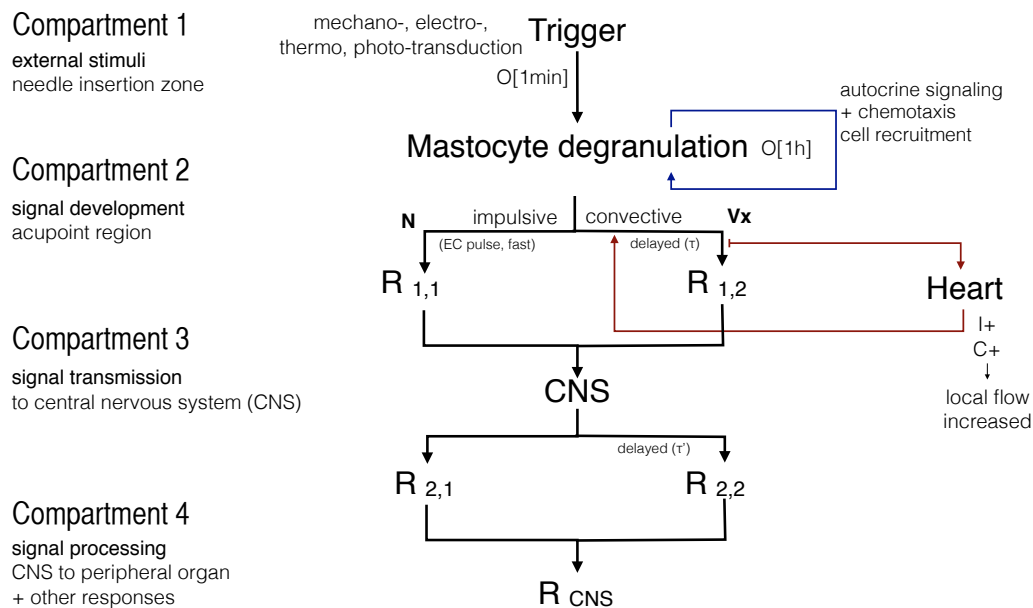 Compartment 1
external stimuli
needle insertion zone
mechano-, electro-,
thermo, photo-transduction
Trigger
O[1min]
autocrine signaling
+ chemotaxis
cell recruitment
Mastocyte degranulation O[1h]
Compartment 2
signal development
acupoint region
N
impulsive
convective
Vx
(EC pulse, fast)
delayed (τ)
R 1,1
R 1,2
Heart
I+
C+
local flow
increased
Compartment 3
signal transmission
to central nervous system (CNS)
CNS
delayed (τ')
R 2,1
R 2,2
Compartment 4
signal processing
CNS to peripheral organ
+ other responses
R CNS